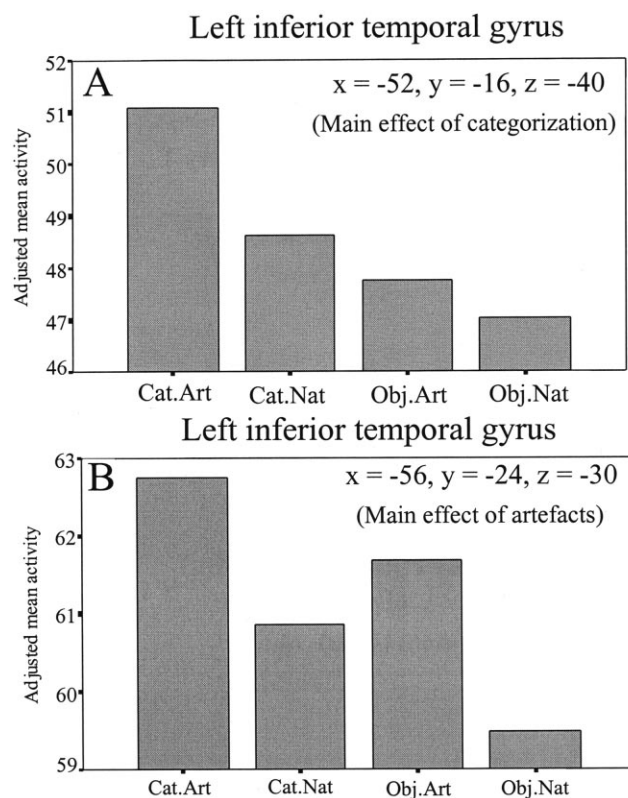 Left inferior temporal gyrus
A
x = -52, y = -16, z = -40
(Main effect of categorization)
Adjusted mean activity
52
51
50
49
48
47
46
Cat.Art Cat.Nat Obj.Art Obj.Nat
Left inferior temporal gyrus
B
x = -56, y = -24, z = -30
(Main effect of artefacts)
Adjusted mean activity
63
62
61
60
59
Cat.Art Cat.Nat Obj.Art Obj.Nat